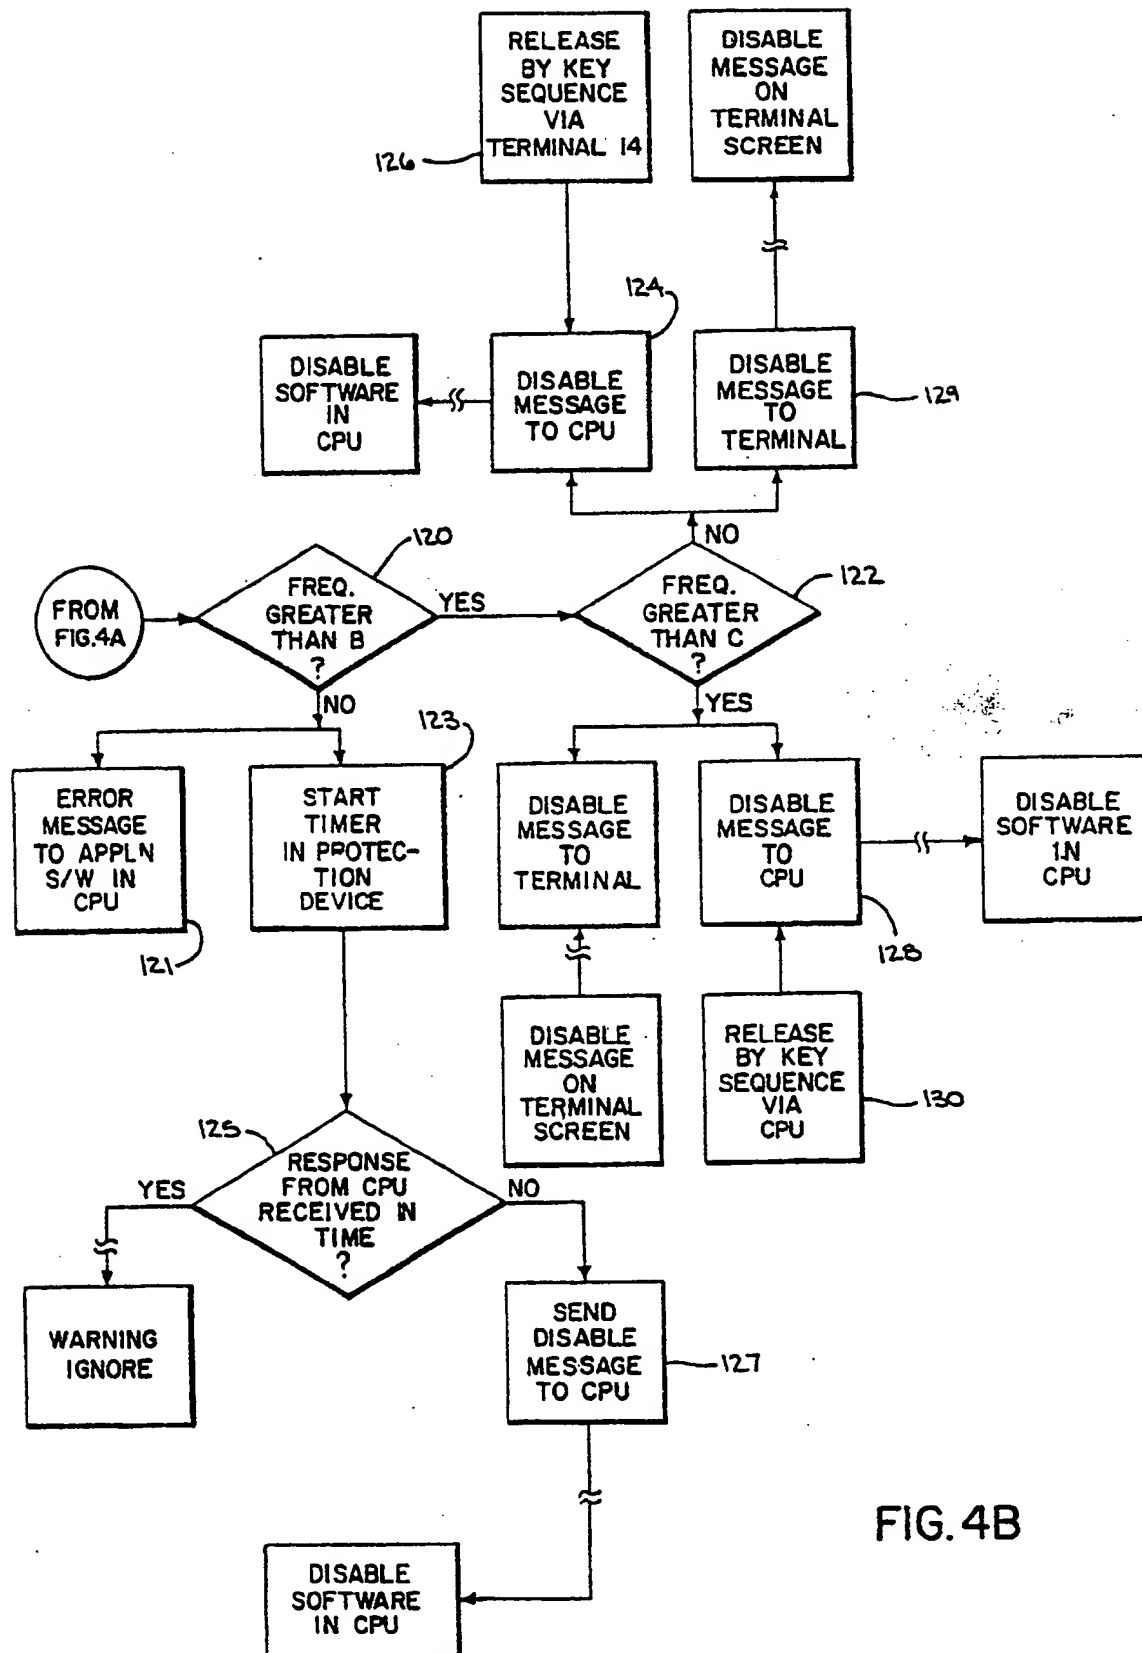 RELEASE
BY KEY
SEQUENCE
VIA
TERMINAL 14
126
DISABLE
MESSAGE
ON
TERMINAL
SCREEN
124
DISABLE
SOFTWARE
IN
CPU
DISABLE
MESSAGE
TO CPU
DISABLE
MESSAGE
TO
TERMINAL
129
NO
120
122
FROM
FIG.4A
FREQ.
GREATER
THAN B
?
YES
FREQ.
GREATER
THAN C
?
NO
YES
123
ERROR
MESSAGE
TO APPLN
S/W IN
CPU
121
START
TIMER
IN PROTEC-
TION
DEVICE
DISABLE
MESSAGE
TO
TERMINAL
DISABLE
MESSAGE
TO
CPU
128
DISABLE
SOFTWARE
IN
CPU
DISABLE
MESSAGE
ON
TERMINAL
SCREEN
RELEASE
BY KEY
SEQUENCE
VIA
CPU
130
125
YES
RESPONSE
FROM CPU
RECEIVED IN
TIME
?
NO
WARNING
IGNORE
SEND
DISABLE
MESSAGE
TO CPU
127
DISABLE
SOFTWARE
IN CPU
FIG. 4B